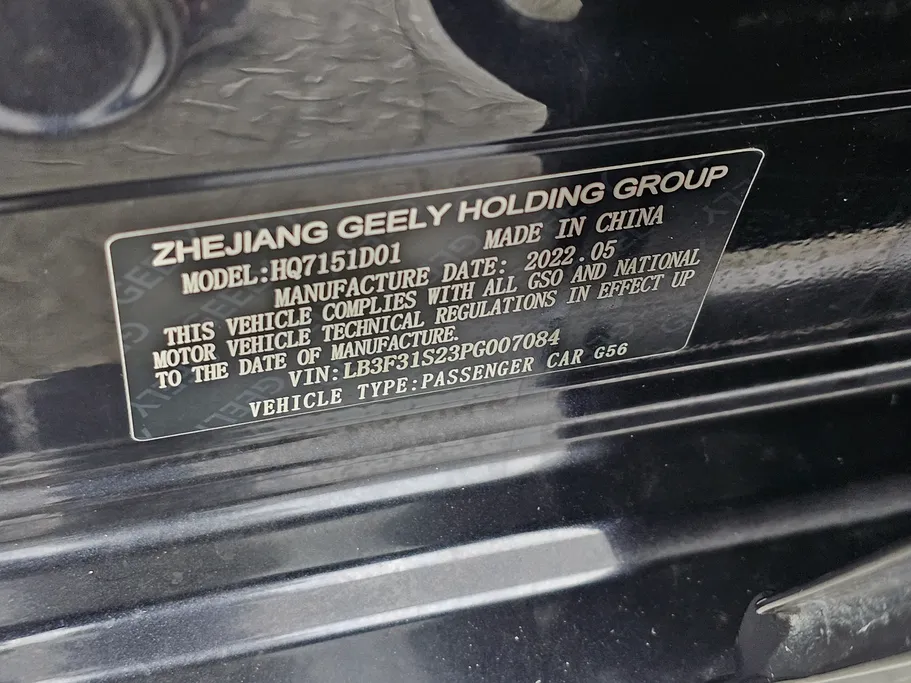 ZHEJIANG GEELY HOLDING GROUP
MODEL:HQ7151D01 MADE IN CHINA
MANUFACTURE DATE: 2022.05
THIS VEHICLE COMPLIES WITH ALL GSO AND NATIONAL
MOTOR VEHICLE TECHNICAL REGULATIONS IN EFFECT UP
TO THE DATE OF MANUFACTURE.
VIN:LB3F31S23PG007084
VEHICLE TYPE:PASSENGER CAR G56